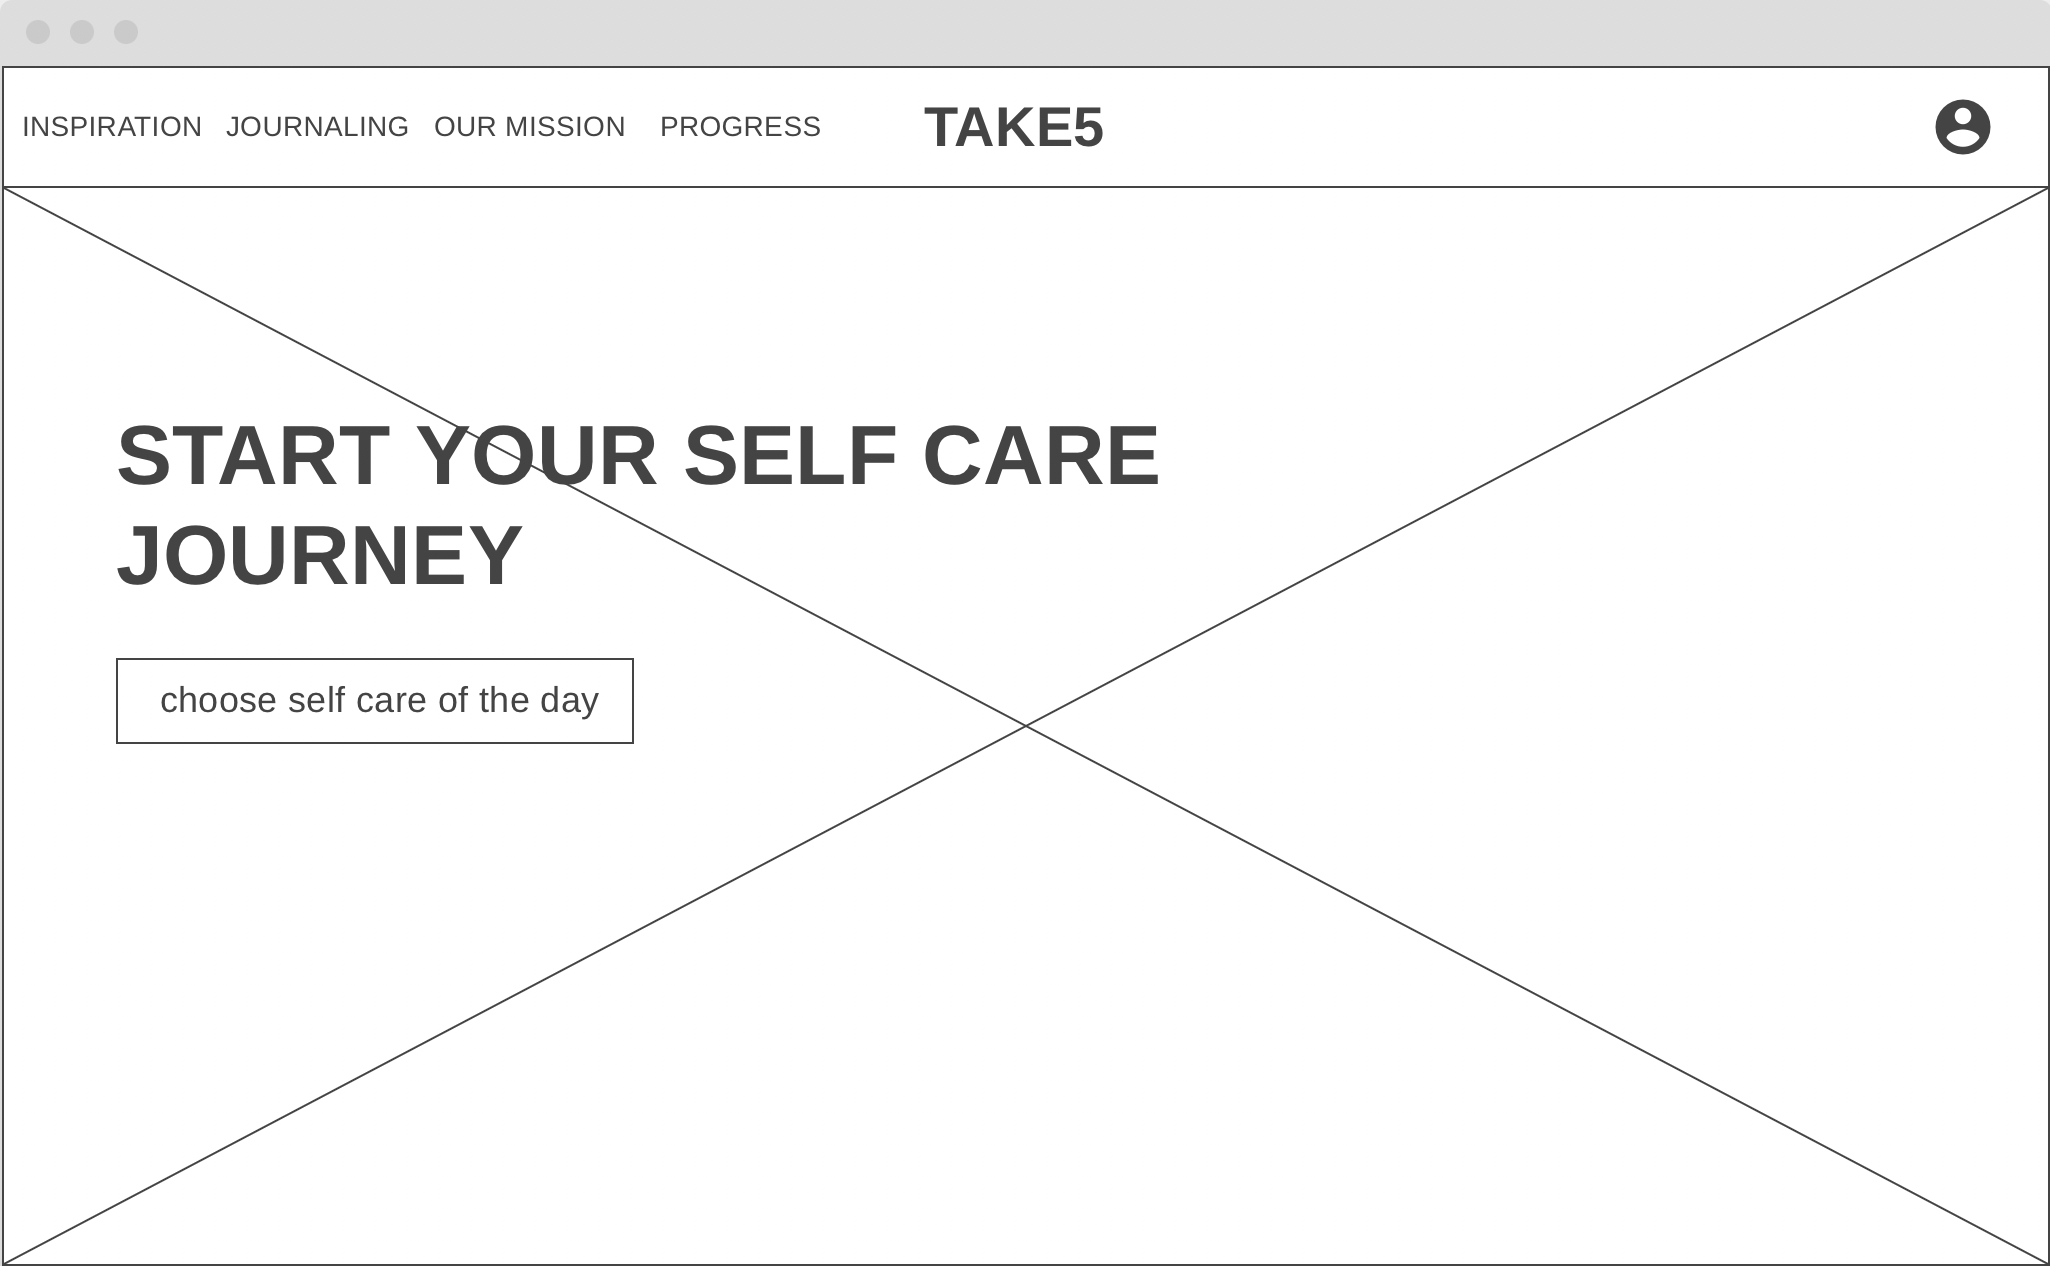 INSPIRATION JOURNALING OUR MISSION PROGRESS TAKE5
START YOUR SELF CARE
JOURNEY
choose self care of the day